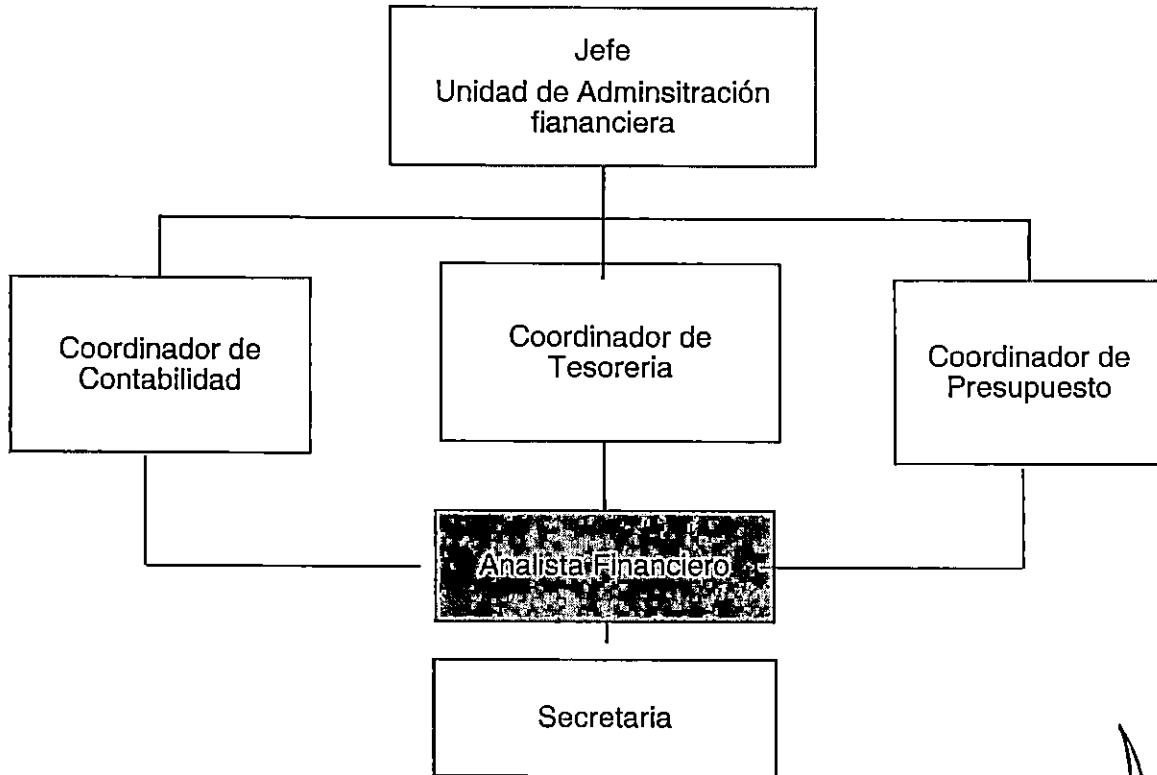 Jefe
Unidad de Adminsitración
fiananciera
Coordinador de
Contabilidad
Coordinador de
Tesoreria
Coordinador de
Presupuesto
Analista Financiero
Secretaria